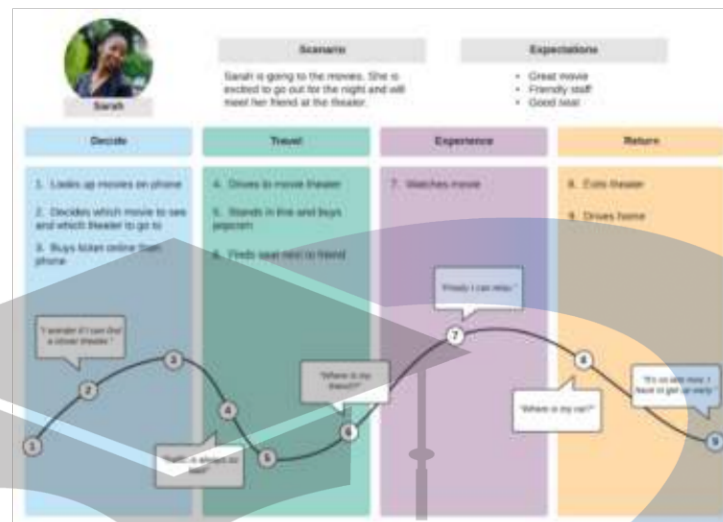 Scenario
Expectations
Sarah is going to the movies. She is
excited to go out for the night and will
meet her friend at the theater.
• Great movie
• Friendly staff
• Good seat
Sarah
Decide
Travel
Experience
Return
1. Looks up movies on phone
2. Decides which movie to see
and which theater to go to
3. Buys ticket online from
phone
4. Drives to movie theater
5. Stands in line and buys
popcorn
6. Finds seat next to friend
7. Watches movie
8. Exits theater
9. Drives home
"I wonder if I can find
a closer theater."
"Traffic is always so
bad!"
"Where is my
friend?"
"Finally I can relax."
"Where is my car?"
"It's so late now. I
have to get up early."
1
2
3
4
5
6
7
8
9